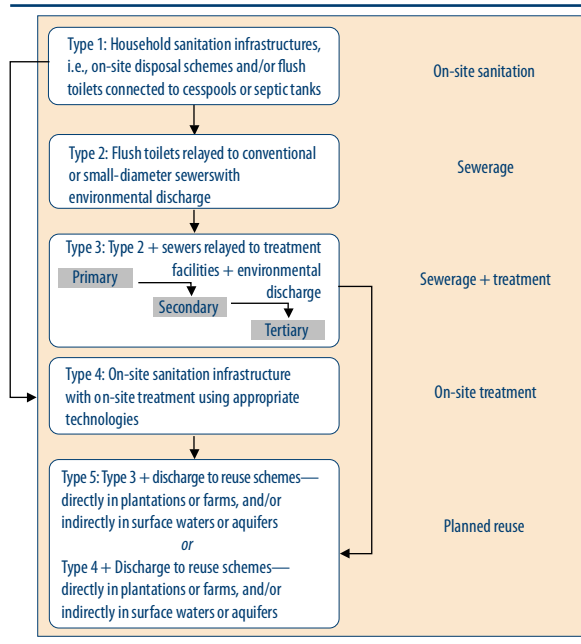 Type 1: Household sanitation infrastructures,
i.e., on-site disposal schemes and/or flush
toilets connected to cesspools or septic tanks
On-site sanitation
Type 2: Flush toilets relayed to conventional
or small-diameter sewerswith
environmental discharge
Sewerage
Type 3: Type 2 + sewers relayed to treatment
facilities + environmental
discharge
Primary
Secondary
Tertiary
Sewerage + treatment
Type 4: On-site sanitation infrastructure
with on-site treatment using appropriate
technologies
On-site treatment
Type 5: Type 3 + discharge to reuse schemes—
directly in plantations or farms, and/or
indirectly in surface waters or aquifers
or
Type 4 + Discharge to reuse schemes—
directly in plantations or farms, and/or
indirectly in surface waters or aquifers
Planned reuse